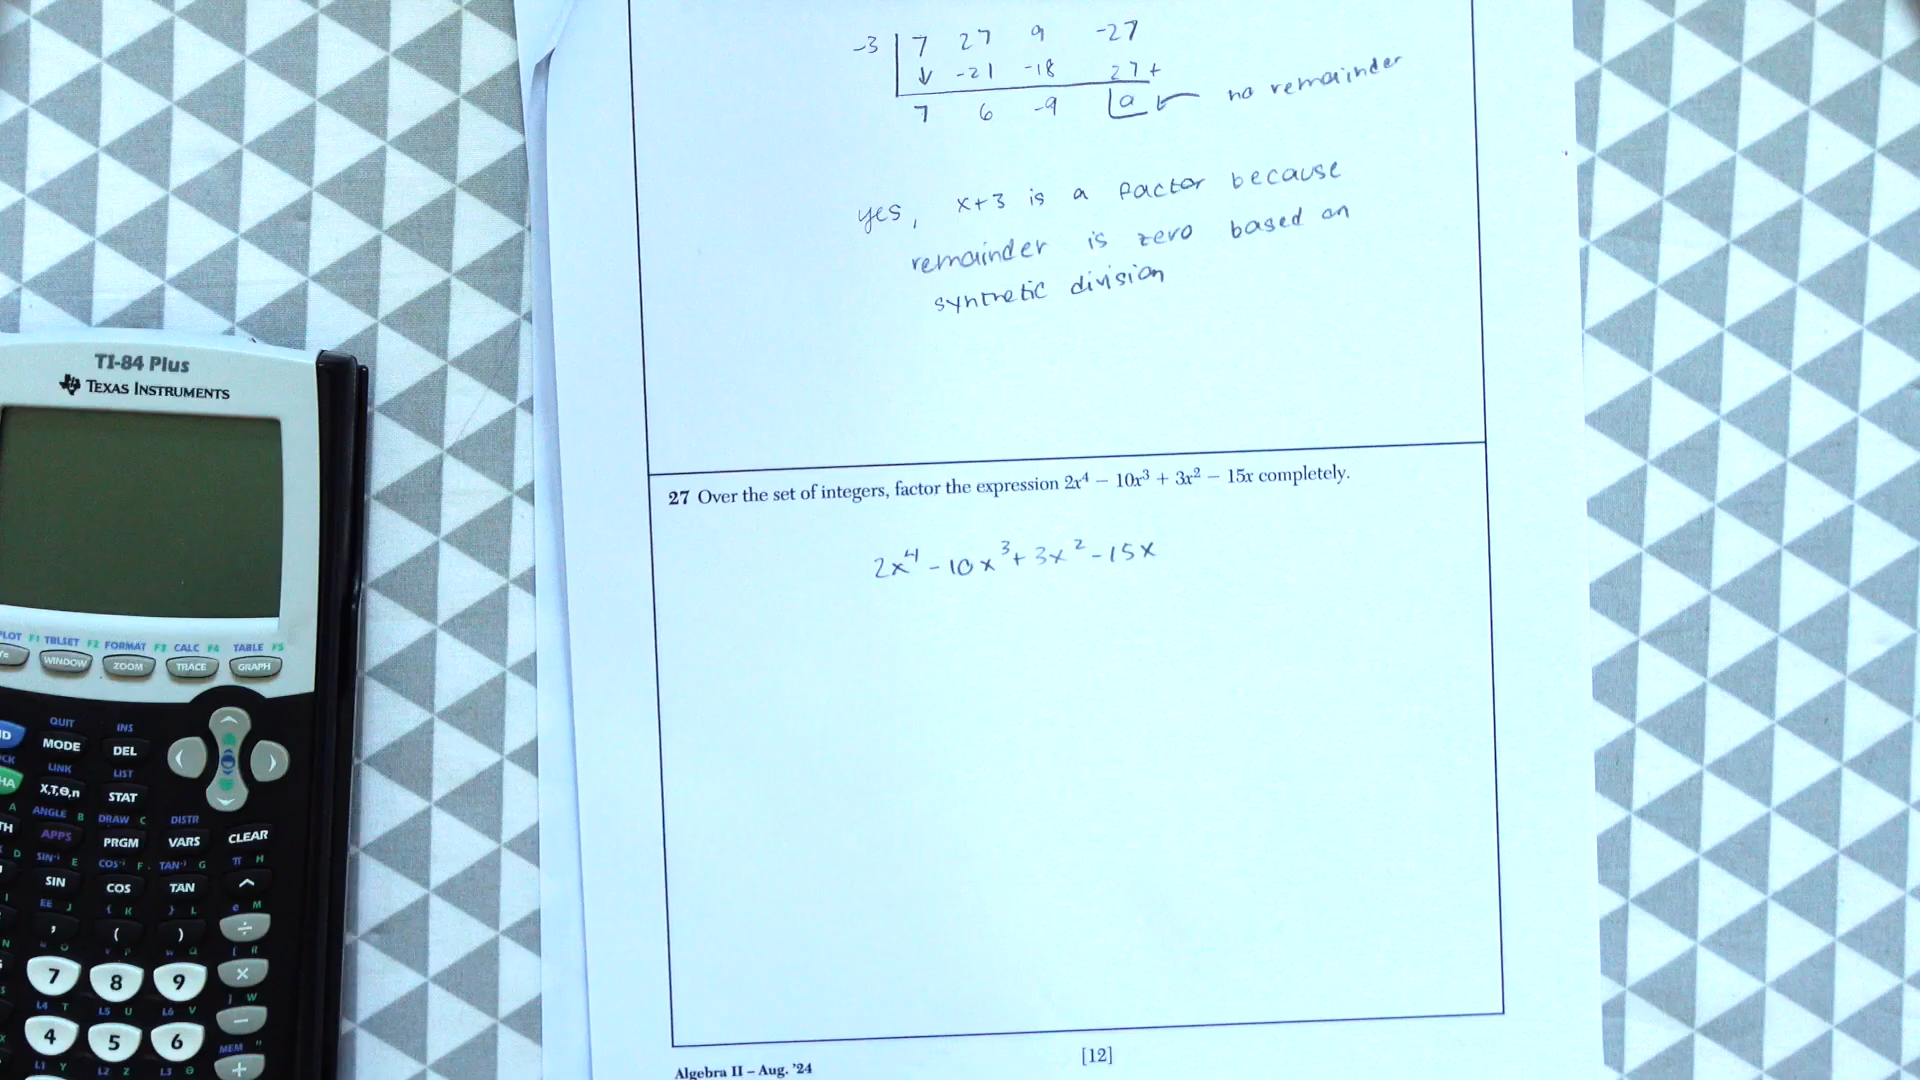 -3 7 27 9 -27
↓ -21 -18 27+
7 6 -9 0 ← no remainder
yes, x+3 is a factor because
remainder is zero based on
synthetic division
27 Over the set of integers, factor the expression 2x⁴ − 10x³ + 3x² − 15x completely.
2x⁴ - 10x³ + 3x² - 15x
[12]
Algebra II – Aug. '24
TI-84 Plus
TEXAS INSTRUMENTS
PLOT F1 TBLSET F2 FORMAT F3 CALC F4 TABLE F5
WINDOW ZOOM TRACE GRAPH
QUIT INS
MODE DEL
LINK LIST
X,T,Θ,n STAT
A ANGLE B DRAW C DISTR
APPS PRGM VARS CLEAR
D SIN⁻¹ E COS⁻¹ F TAN⁻¹ G π H
SIN COS TAN ^
I EE J { K } L e M
, ( ) ÷
N
7 8 9 ×
L4 T L5 U L6 V ] W
4 5 6 −
X L1 Y L2 Z L3 Θ MEM "
+